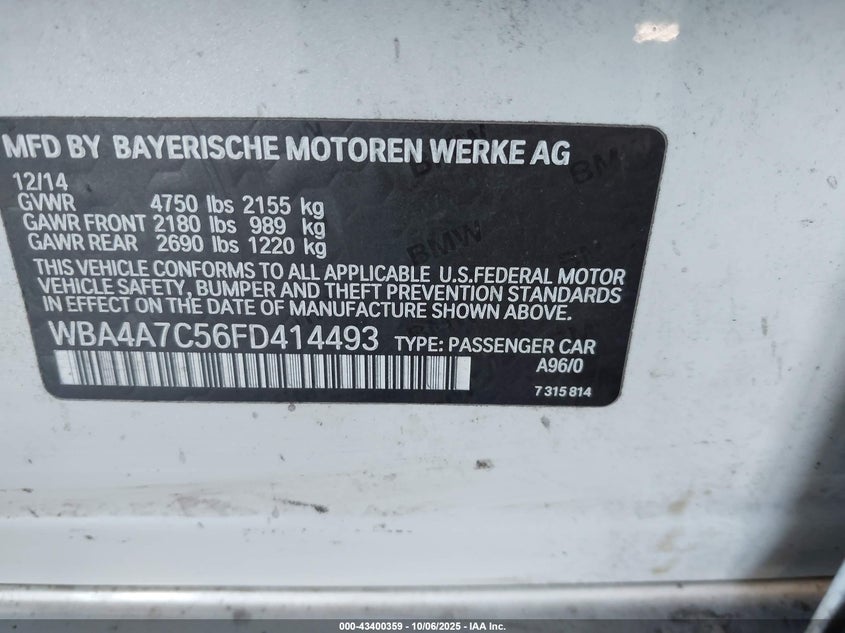 MFD BY BAYERISCHE MOTOREN WERKE AG
12/14
GVWR 4750 lbs 2155 kg
GAWR FRONT 2180 lbs 989 kg
GAWR REAR 2690 lbs 1220 kg
THIS VEHICLE CONFORMS TO ALL APPLICABLE U.S.FEDERAL MOTOR
VEHICLE SAFETY, BUMPER AND THEFT PREVENTION STANDARDS
IN EFFECT ON THE DATE OF MANUFACTURE SHOWN ABOVE.
WBA4A7C56FD414493 TYPE: PASSENGER CAR
A96/0
7 315 814
BMW
BMW
BMW
000-43400359 | 10/06/2025 | IAA Inc.